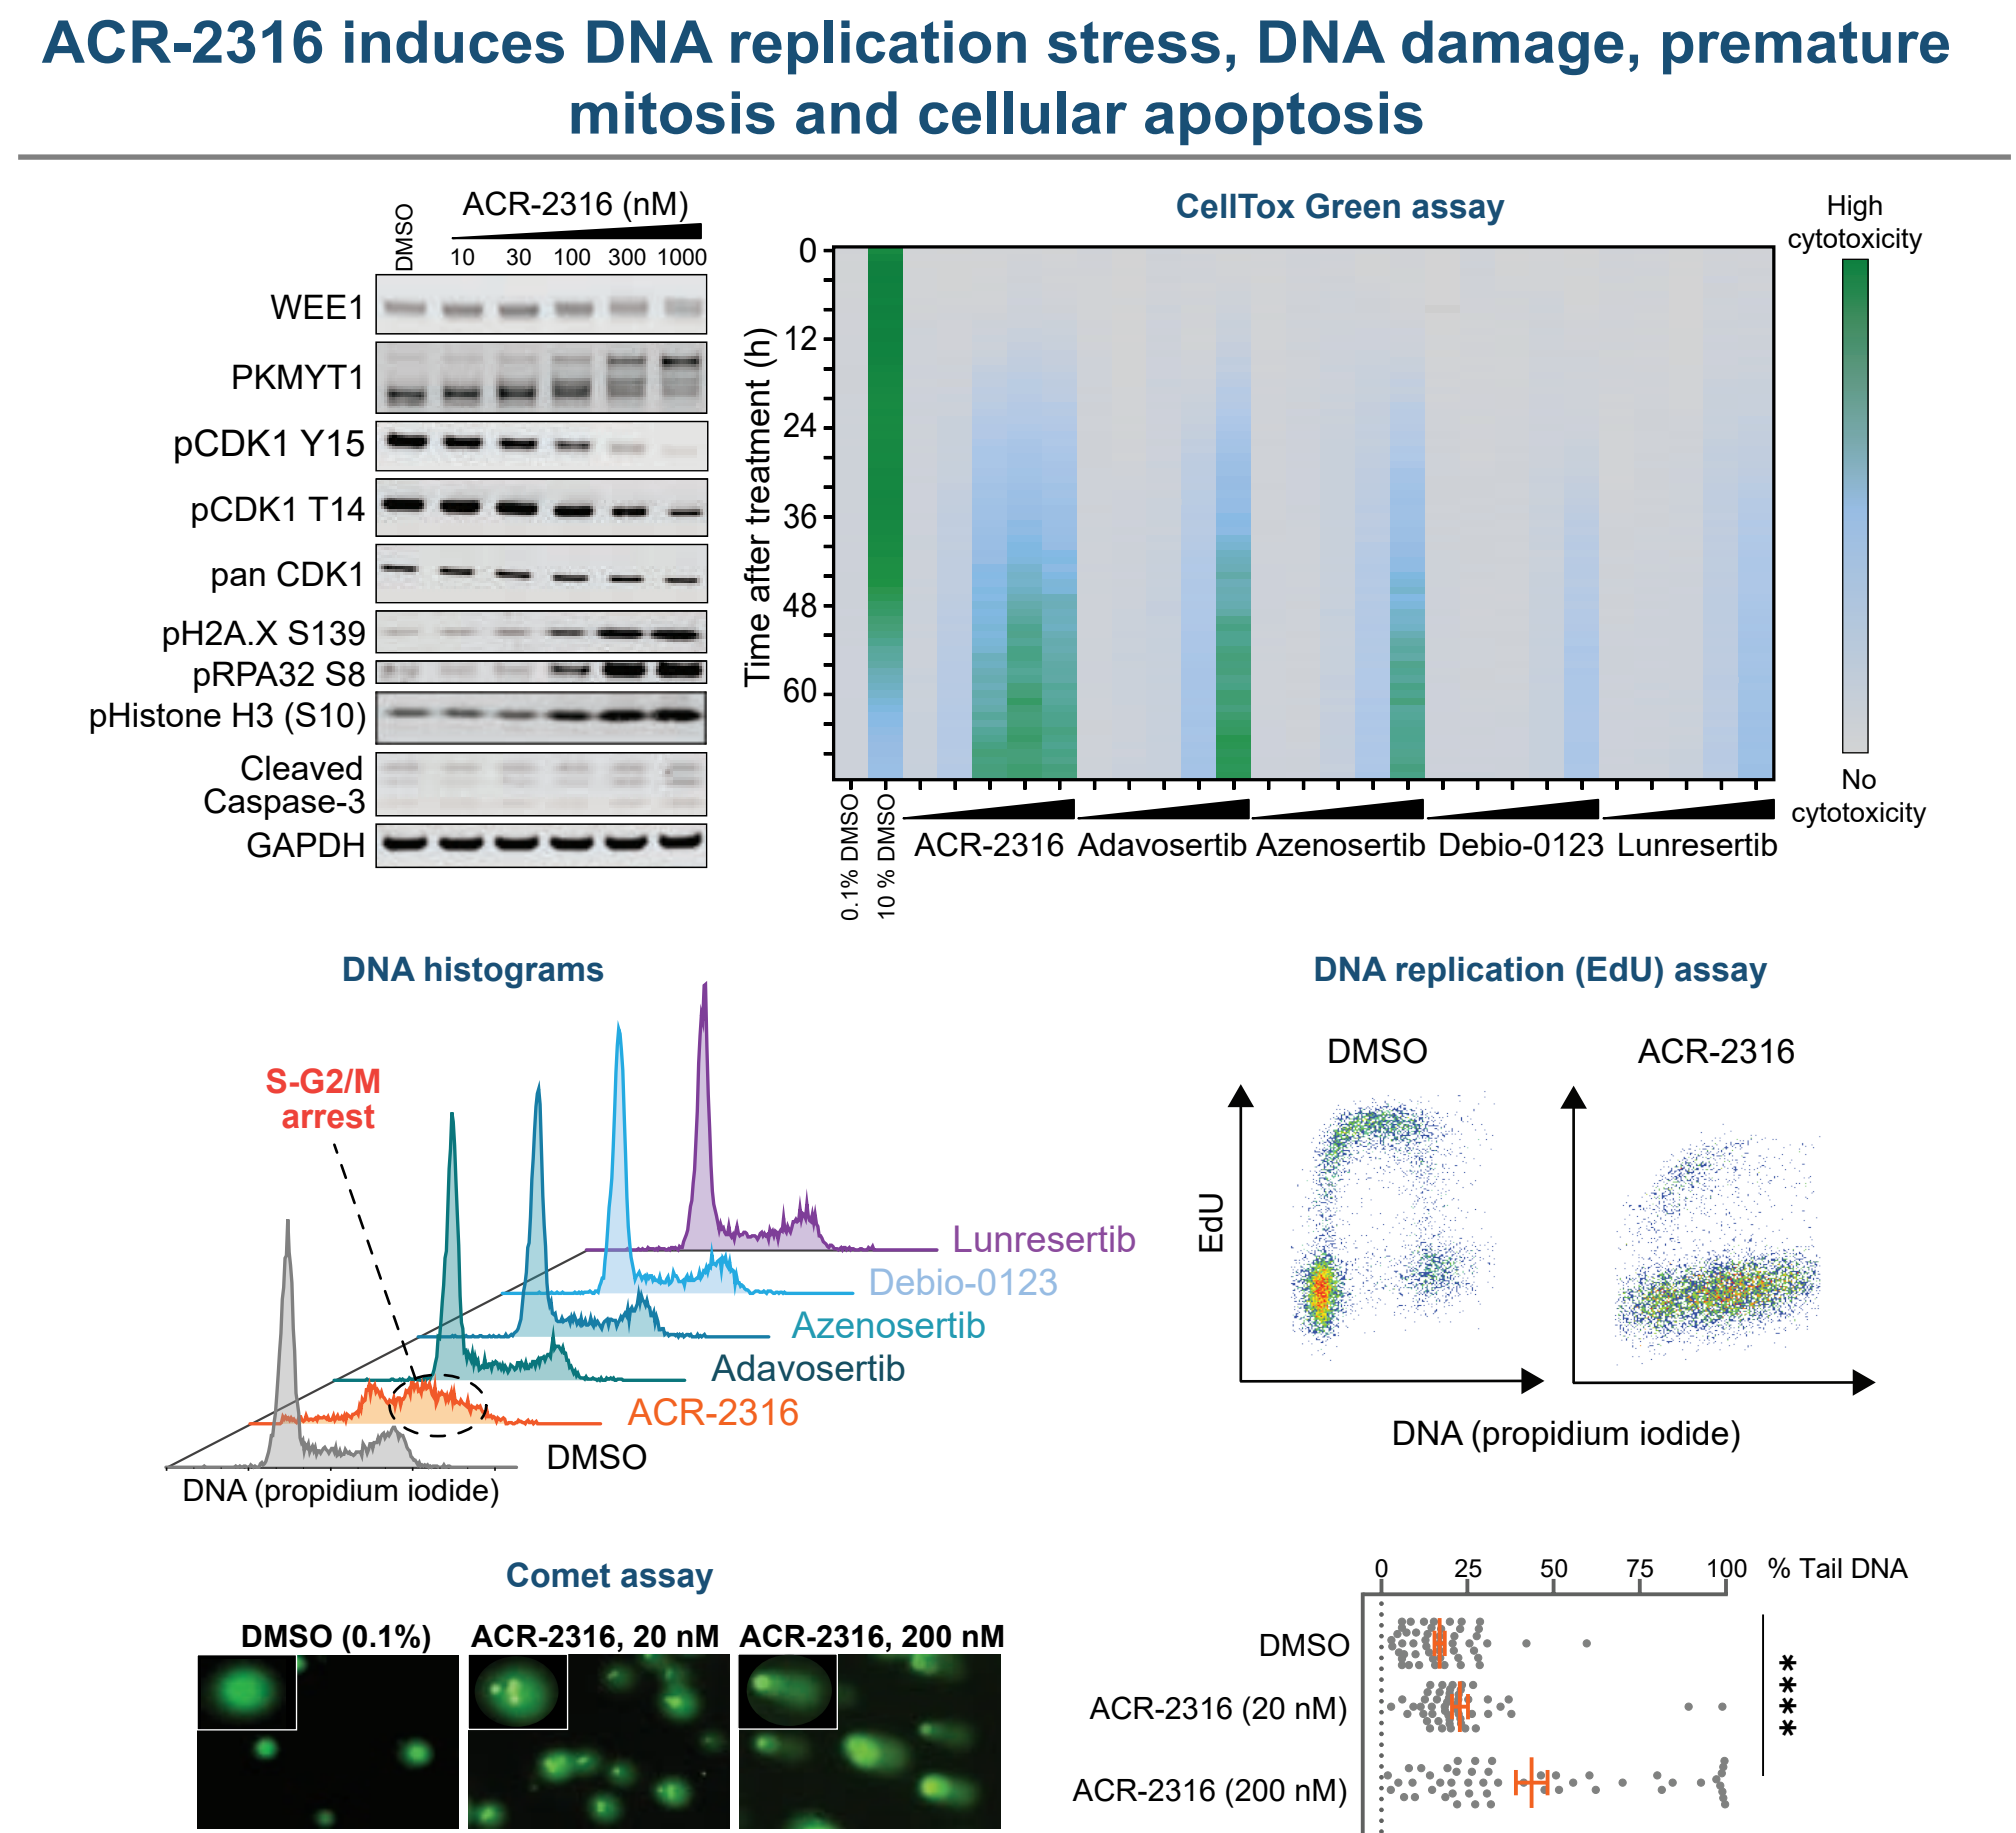 ACR-2316 induces DNA replication stress, DNA damage, premature
mitosis and cellular apoptosis
DMSO
ACR-2316 (nM)
10 30 100 300 1000
WEE1
PKMYT1
pCDK1 Y15
pCDK1 T14
pan CDK1
pH2A.X S139
pRPA32 S8
pHistone H3 (S10)
Cleaved
Caspase-3
GAPDH
CellTox Green assay
Time after treatment (h)
0
12
24
36
48
60
0.1% DMSO
10 % DMSO
ACR-2316 Adavosertib Azenosertib Debio-0123 Lunresertib
High
cytotoxicity
No
cytotoxicity
DNA histograms
S-G2/M
arrest
Lunresertib
Debio-0123
Azenosertib
Adavosertib
ACR-2316
DMSO
DNA (propidium iodide)
DNA replication (EdU) assay
DMSO ACR-2316
EdU
DNA (propidium iodide)
Comet assay
DMSO (0.1%) ACR-2316, 20 nM ACR-2316, 200 nM
0 25 50 75 100 % Tail DNA
DMSO
ACR-2316 (20 nM)
ACR-2316 (200 nM)
****